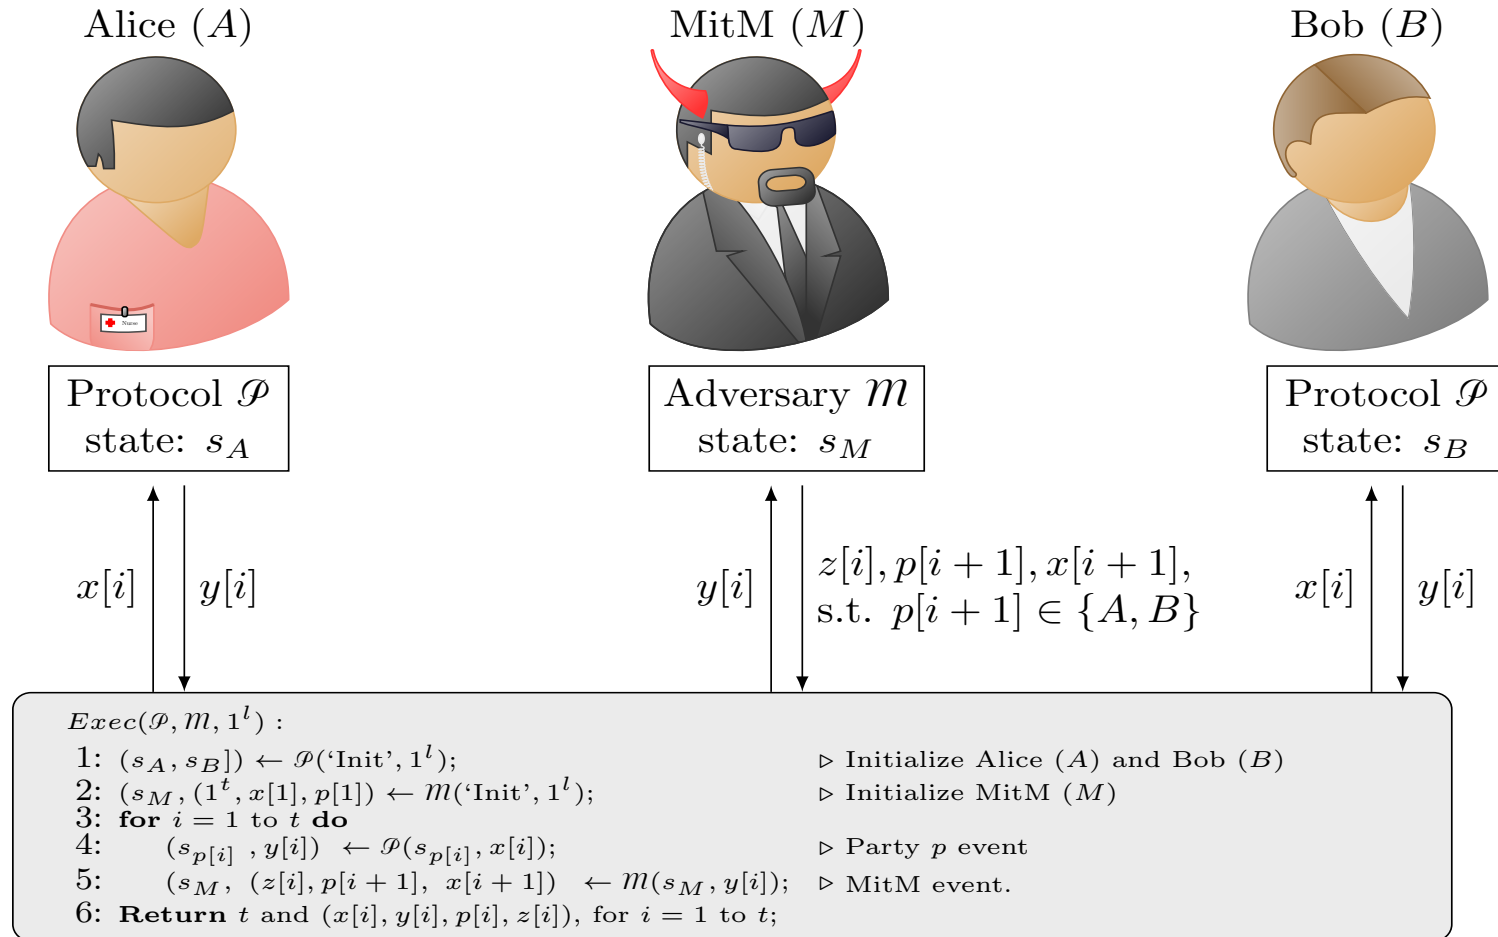 Alice (A)
MitM (M)
Bob (B)
Nurse
Protocol 𝒫
state: s_A
Adversary ℳ
state: s_M
Protocol 𝒫
state: s_B
x[i]
y[i]
y[i]
z[i], p[i + 1], x[i + 1],
s.t. p[i + 1] ∈ {A, B}
x[i]
y[i]
Exec(𝒫, ℳ, 1^l) :
1: (s_A, s_B]) ← 𝒫(‘Init’, 1^l); ▷ Initialize Alice (A) and Bob (B)
2: (s_M, (1^t, x[1], p[1]) ← ℳ(‘Init’, 1^l); ▷ Initialize MitM (M)
3: for i = 1 to t do
4: (s_{p[i]} , y[i]) ← 𝒫(s_{p[i]}, x[i]); ▷ Party p event
5: (s_M, (z[i], p[i + 1], x[i + 1]) ← ℳ(s_M, y[i]); ▷ MitM event.
6: Return t and (x[i], y[i], p[i], z[i]), for i = 1 to t;